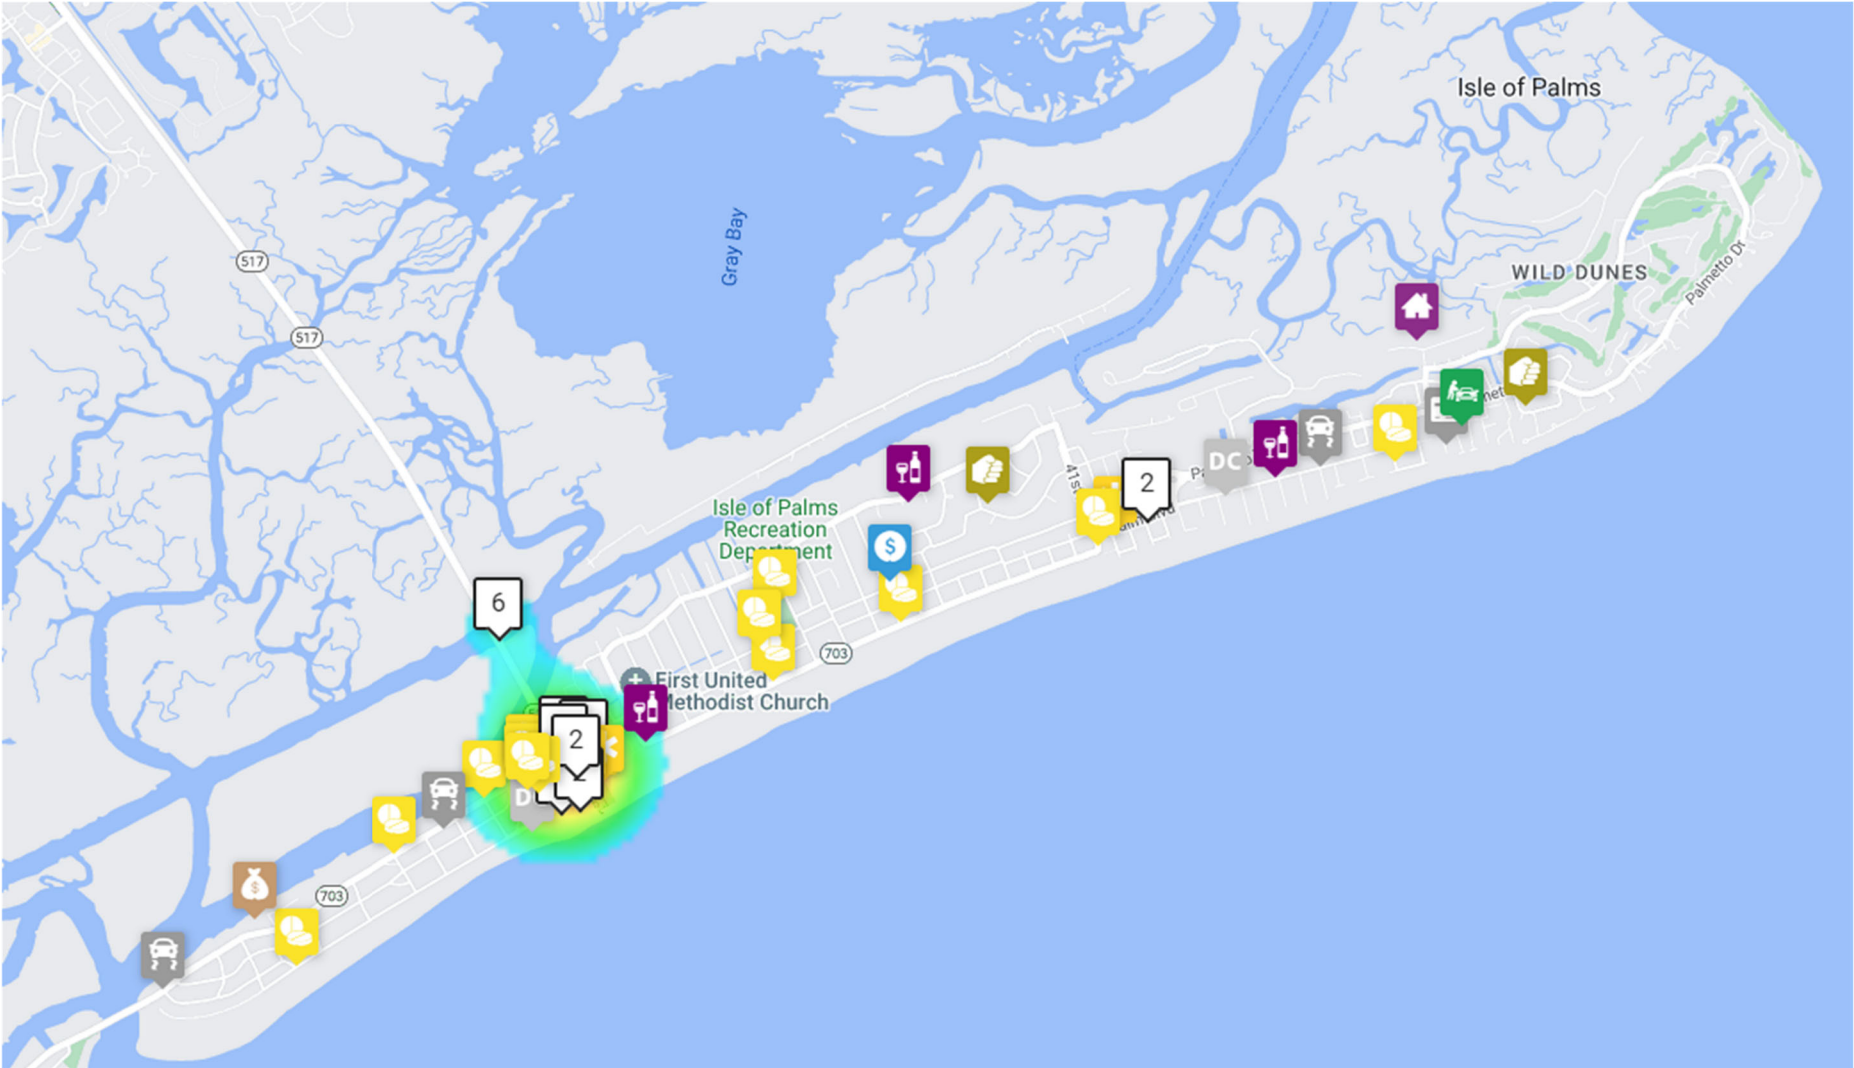 Isle of Palms
517
Gray Bay
WILD DUNES
Palmetto Dr
517
41st
DC
2
Isle of Palms
Recreation
Department
$
6
703
First United
Methodist Church
2
D
$
703